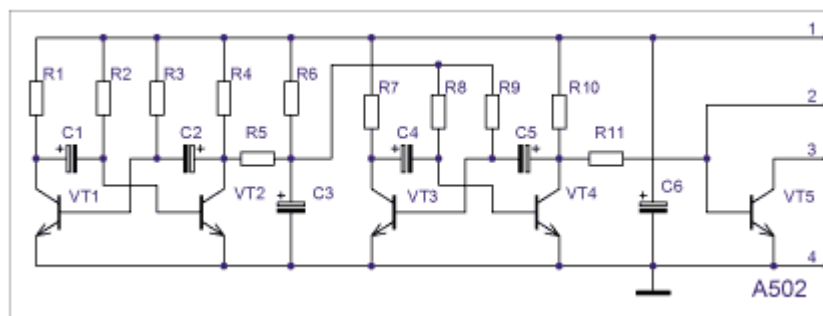 1
R1 R2 R3 R4 R6 R7 R8 R9 R10
2
C1 C2 R5 C4 C5 R11
3
VT1 VT2 C3 VT3 VT4 C6 VT5
4
A502